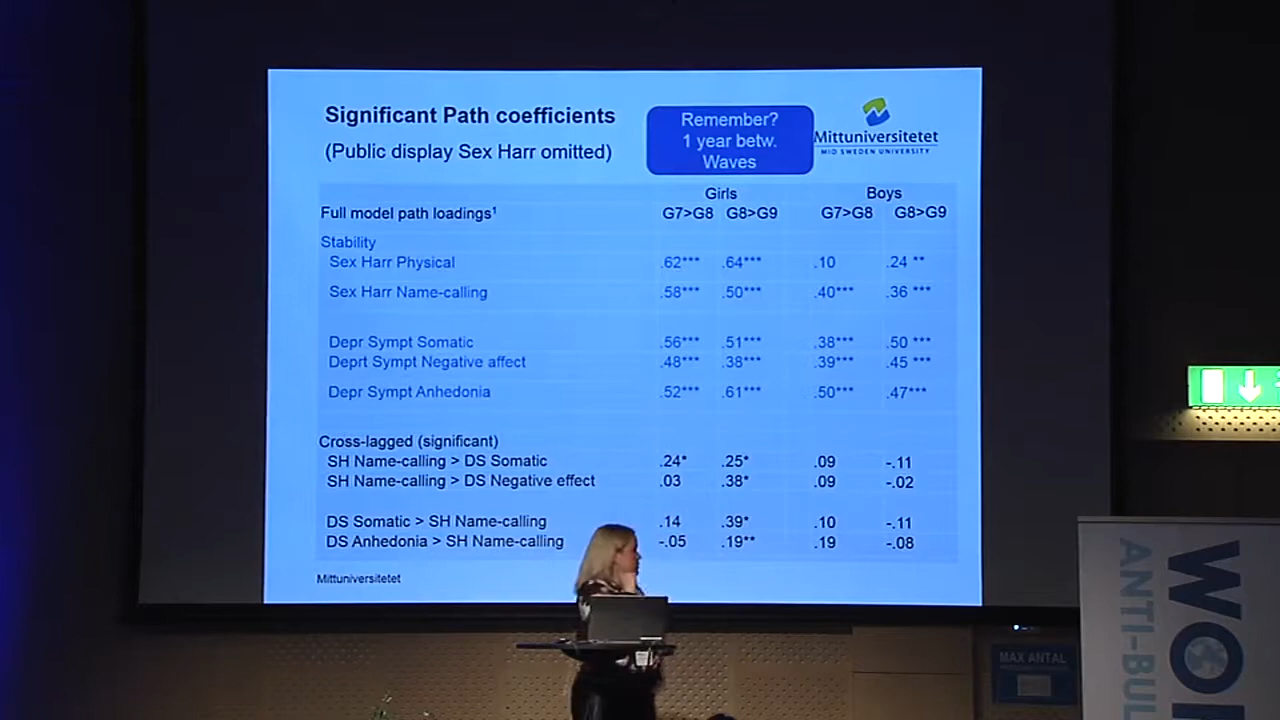 Significant Path coefficients
(Public display Sex Harr omitted)
Remember?
1 year betw.
Waves
Mittuniversitetet
MID SWEDEN UNIVERSITY
Girls Boys
Full model path loadings¹ G7>G8 G8>G9 G7>G8 G8>G9
Stability
Sex Harr Physical .62*** .64*** .10 .24 **
Sex Harr Name-calling .58*** .50*** .40*** .36 ***
Depr Sympt Somatic .56*** .51*** .38*** .50 ***
Deprt Sympt Negative affect .48*** .38*** .39*** .45 ***
Depr Sympt Anhedonia .52*** .61*** .50*** .47***
Cross-lagged (significant)
SH Name-calling > DS Somatic .24* .25* .09 -.11
SH Name-calling > DS Negative effect .03 .38* .09 -.02
DS Somatic > SH Name-calling .14 .39* .10 -.11
DS Anhedonia > SH Name-calling -.05 .19** .19 -.08
Mittuniversitetet
MAX ANTAL